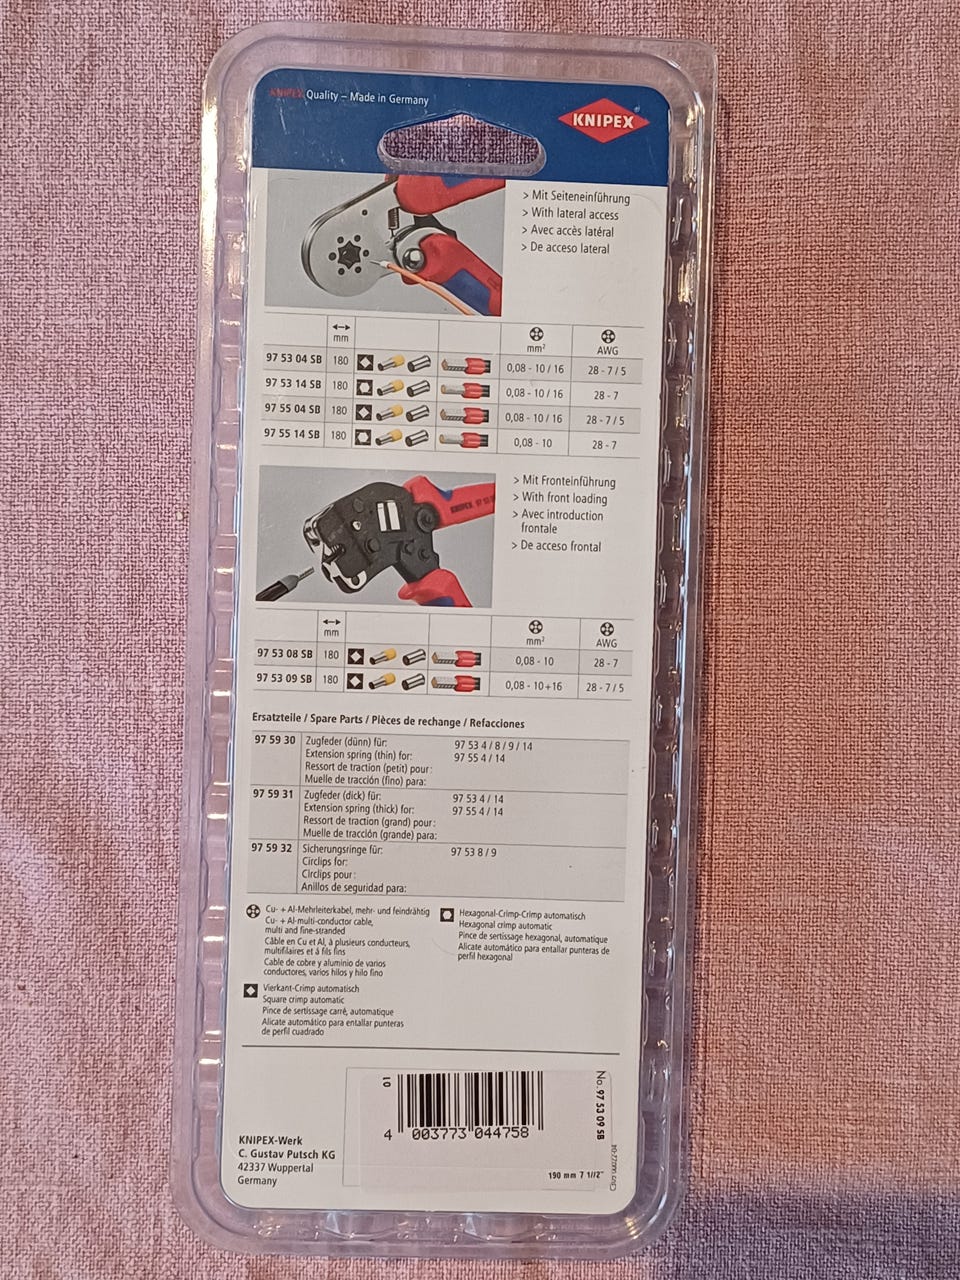 KNIPEX Quality – Made in Germany
KNIPEX
> Mit Seiteneinführung
> With lateral access
> Avec accès latéral
> De acceso lateral
mm mm² AWG
97 53 04 SB 180 0,08 - 10 / 16 28 - 7 / 5
97 53 14 SB 180 0,08 - 10 / 16 28 - 7
97 55 04 SB 180 0,08 - 10 / 16 28 - 7 / 5
97 55 14 SB 180 0,08 - 10 28 - 7
> Mit Fronteinführung
> With front loading
> Avec introduction
frontale
> De acceso frontal
KNIPEX
mm mm² AWG
97 53 08 SB 180 0,08 - 10 28 - 7
97 53 09 SB 180 0,08 - 10+16 28 - 7 / 5
Ersatzteile / Spare Parts / Pièces de rechange / Refacciones
97 59 30 Zugfeder (dünn) für: 97 53 4 / 8 / 9 / 14
Extension spring (thin) for: 97 55 4 / 14
Ressort de traction (petit) pour:
Muelle de tracción (fino) para:
97 59 31 Zugfeder (dick) für: 97 53 4 / 14
Extension spring (thick) for: 97 55 4 / 14
Ressort de traction (grand) pour:
Muelle de tracción (grande) para:
97 59 32 Sicherungsringe für: 97 53 8 / 9
Circlips for:
Circlips pour:
Anillos de seguridad para:
Cu- + Al-Mehrleiterkabel, mehr- und feindrähtig
Cu- + Al-multi-conductor cable,
multi and fine-stranded
Câble en Cu et Al, à plusieurs conducteurs,
multifilaires et á fils fins
Cable de cobre y aluminio de varios
conductores, varios hilos y hilo fino
Hexagonal-Crimp-Crimp automatisch
Hexagonal crimp automatic
Pince de sertissage hexagonal, automatique
Alicate automático para entallar punteras de
perfil hexagonal
Vierkant-Crimp automatisch
Square crimp automatic
Pince de sertissage carré, automatique
Alicate automático para entallar punteras
de perfil cuadrado
KNIPEX-Werk
C. Gustav Putsch KG
42337 Wuppertal
Germany
10
4 003773 044758
No. 97 53 09 SB
190 mm 7 1/2"